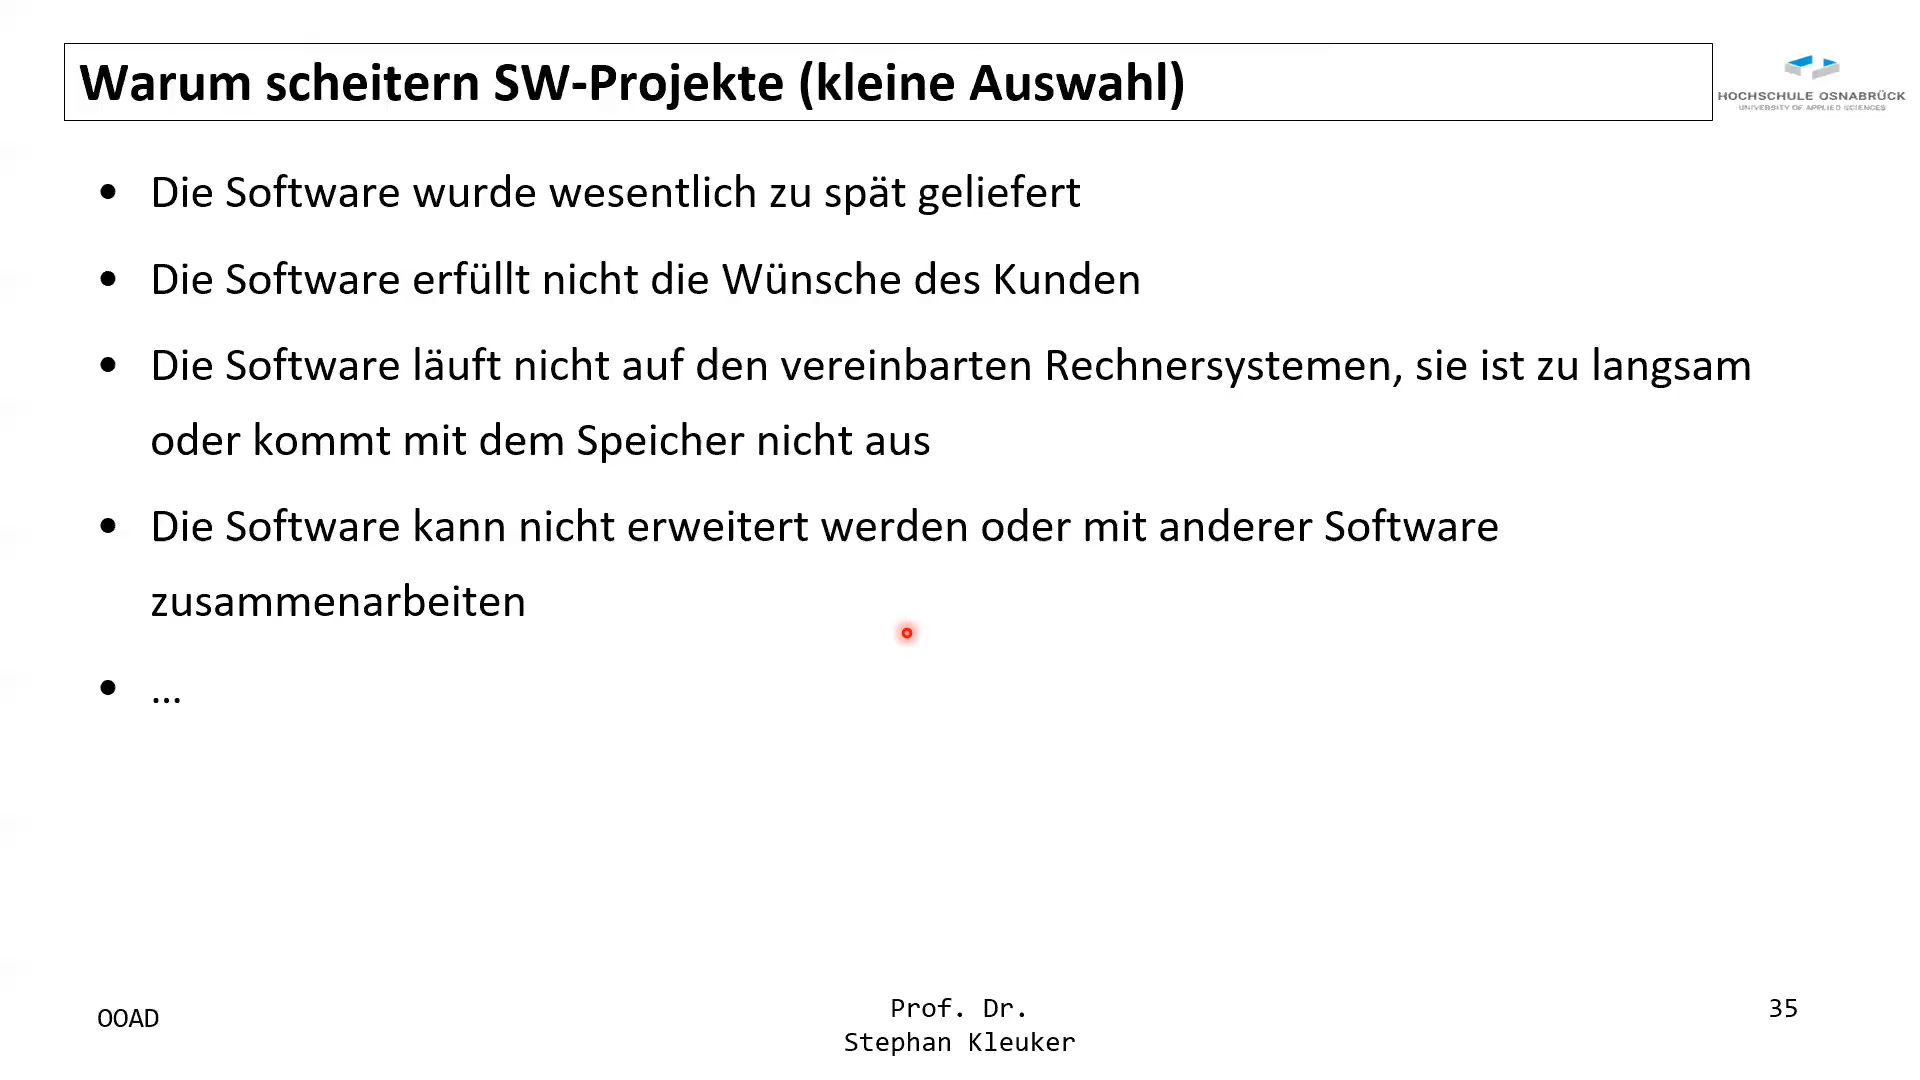 Warum scheitern SW-Projekte (kleine Auswahl)
HOCHSCHULE OSNABRÜCK
UNIVERSITY OF APPLIED SCIENCES
• Die Software wurde wesentlich zu spät geliefert
• Die Software erfüllt nicht die Wünsche des Kunden
• Die Software läuft nicht auf den vereinbarten Rechnersystemen, sie ist zu langsam
oder kommt mit dem Speicher nicht aus
• Die Software kann nicht erweitert werden oder mit anderer Software
zusammenarbeiten
• ...
OOAD
Prof. Dr.
Stephan Kleuker
35